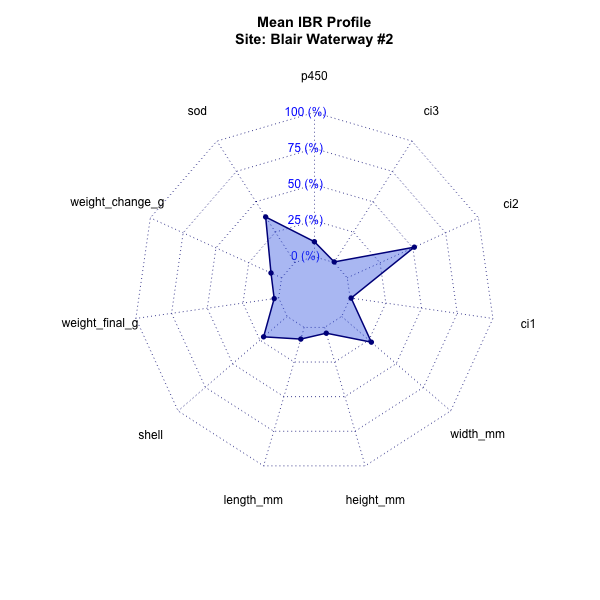 Mean IBR Profile
Site: Blair Waterway #2
p450
sod
100 (%)
ci3
75 (%)
50 (%)
weight_change_g
ci2
25 (%)
0 (%)
weight_final_g
ci1
shell
width_mm
length_mm
height_mm